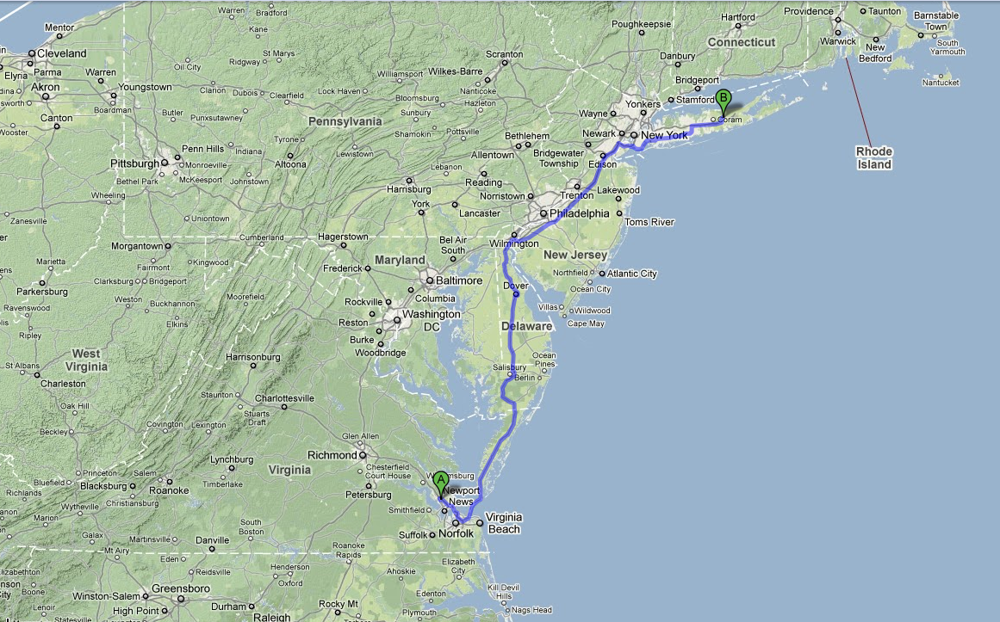 Warren
Bradford
Providence
Taunton
Barnstable
Town
Mentor
Kane
Poughkeepsie
Hartford
Connecticut
Warwick
New
Bedford
South
Yarmouth
Cleveland
Elyria
Parma
Warren
Oil City
Ridgway
St Marys
Scranton
Danbury
Akron
Youngstown
Clarion
Dubois
Clearfield
Williamsport
Wilkes-Barre
Lock Haven
Nanticoke
Bridgeport
Nantucket
Boardman
Bloomsburg
Hazleton
Stamford
B
Canton
Butler
Punxsutawney
Pennsylvania
Sunbury
Wayne
Yonkers
Wooster
Shamokin
Pottsville
Newark
New York
Penn Hills
Indiana
Tyrone
Lewistown
Bethlehem
Pittsburgh
Monroeville
Altoona
Allentown
Bridgewater
Township
Edison
Rhode
Island
Bethel Park
McKeesport
Johnstown
Lebanon
Reading
Harrisburg
Norristown
Trenton
Lakewood
Wheeling
York
Lancaster
Philadelphia
Toms River
Zanesville
Uniontown
Morgantown
Cumberland
Hagerstown
Bel Air
South
Wilmington
New Jersey
Marietta
Fairmont
Kingwood
Frederick
Maryland
Northfield
Atlantic City
Parkersburg
Clarksburg
Bridgeport
Baltimore
Dover
Ocean City
Weston
Moorefield
Columbia
Ravenswood
Buckhannon
Rockville
Washington
DC
Villas
Wildwood
Cape May
Ripley
Elkins
Reston
Burke
Delaware
West
Virginia
Woodbridge
Ocean
Pines
St Albans
Harrisonburg
Salisbury
Berlin
Charleston
Staunton
Charlottesville
Oak Hill
Stuarts
Draft
Beckley
Covington
Lexington
Glen Allen
Richmond
Lynchburg
Virginia
Chesterfield
Court House
A
Princeton
Salem
Timberlake
Bluefield
Blacksburg
Roanoke
Petersburg
Newport
News
Richlands
Christiansburg
Wytheville
Smithfield
Marion
South
Boston
Virginia
Beach
Galax
Martinsville
Danville
Suffolk
Norfolk
Mt Airy
Roanoke
Rapids
Eden
Elizabeth
City
Boone
Reidsville
Henderson
Oxford
Ahoskie
Winston-Salem
Greensboro
Edenton
Kill Devil
Hills
Lenoir
High Point
Durham
Rocky Mt
Plymouth
Nags Head
Statesville
Raleigh